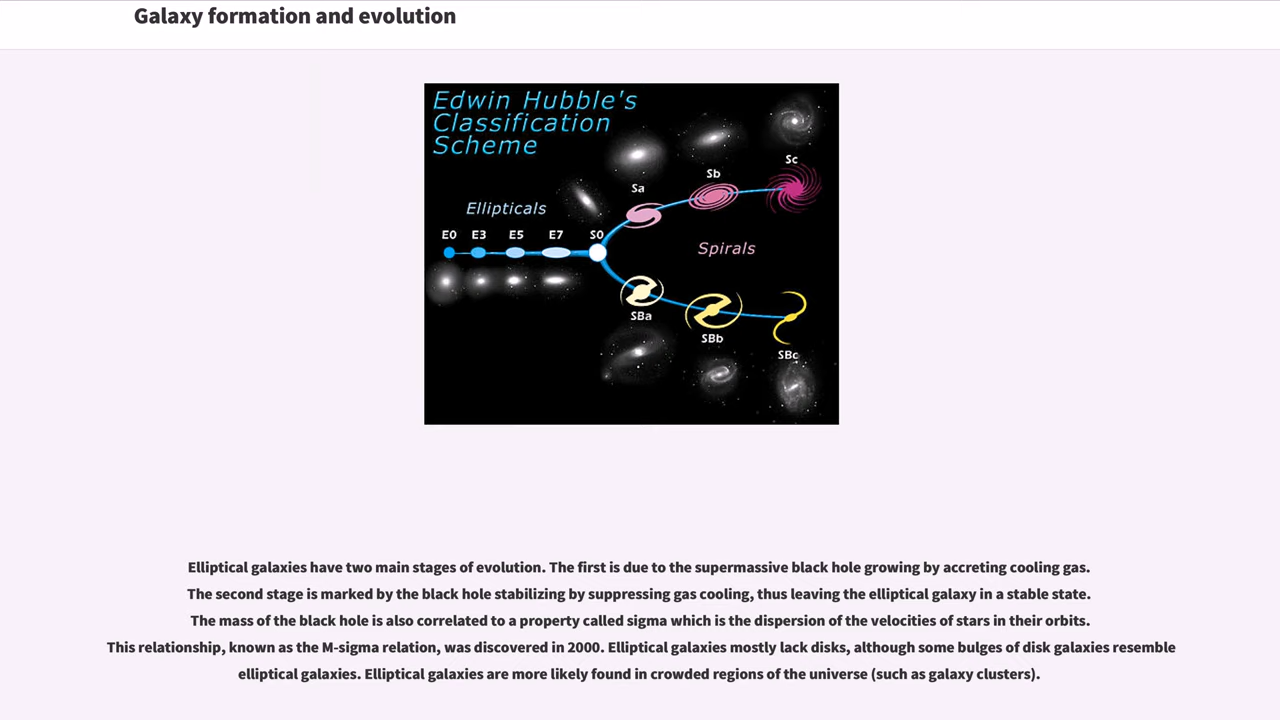 Galaxy formation and evolution
Edwin Hubble's
Classification
Scheme
Sc
Sb
Sa
Ellipticals
E0 E3 E5 E7 S0
Spirals
SBa
SBb
SBc
Elliptical galaxies have two main stages of evolution. The first is due to the supermassive black hole growing by accreting cooling gas.
The second stage is marked by the black hole stabilizing by suppressing gas cooling, thus leaving the elliptical galaxy in a stable state.
The mass of the black hole is also correlated to a property called sigma which is the dispersion of the velocities of stars in their orbits.
This relationship, known as the M-sigma relation, was discovered in 2000. Elliptical galaxies mostly lack disks, although some bulges of disk galaxies resemble
elliptical galaxies. Elliptical galaxies are more likely found in crowded regions of the universe (such as galaxy clusters).